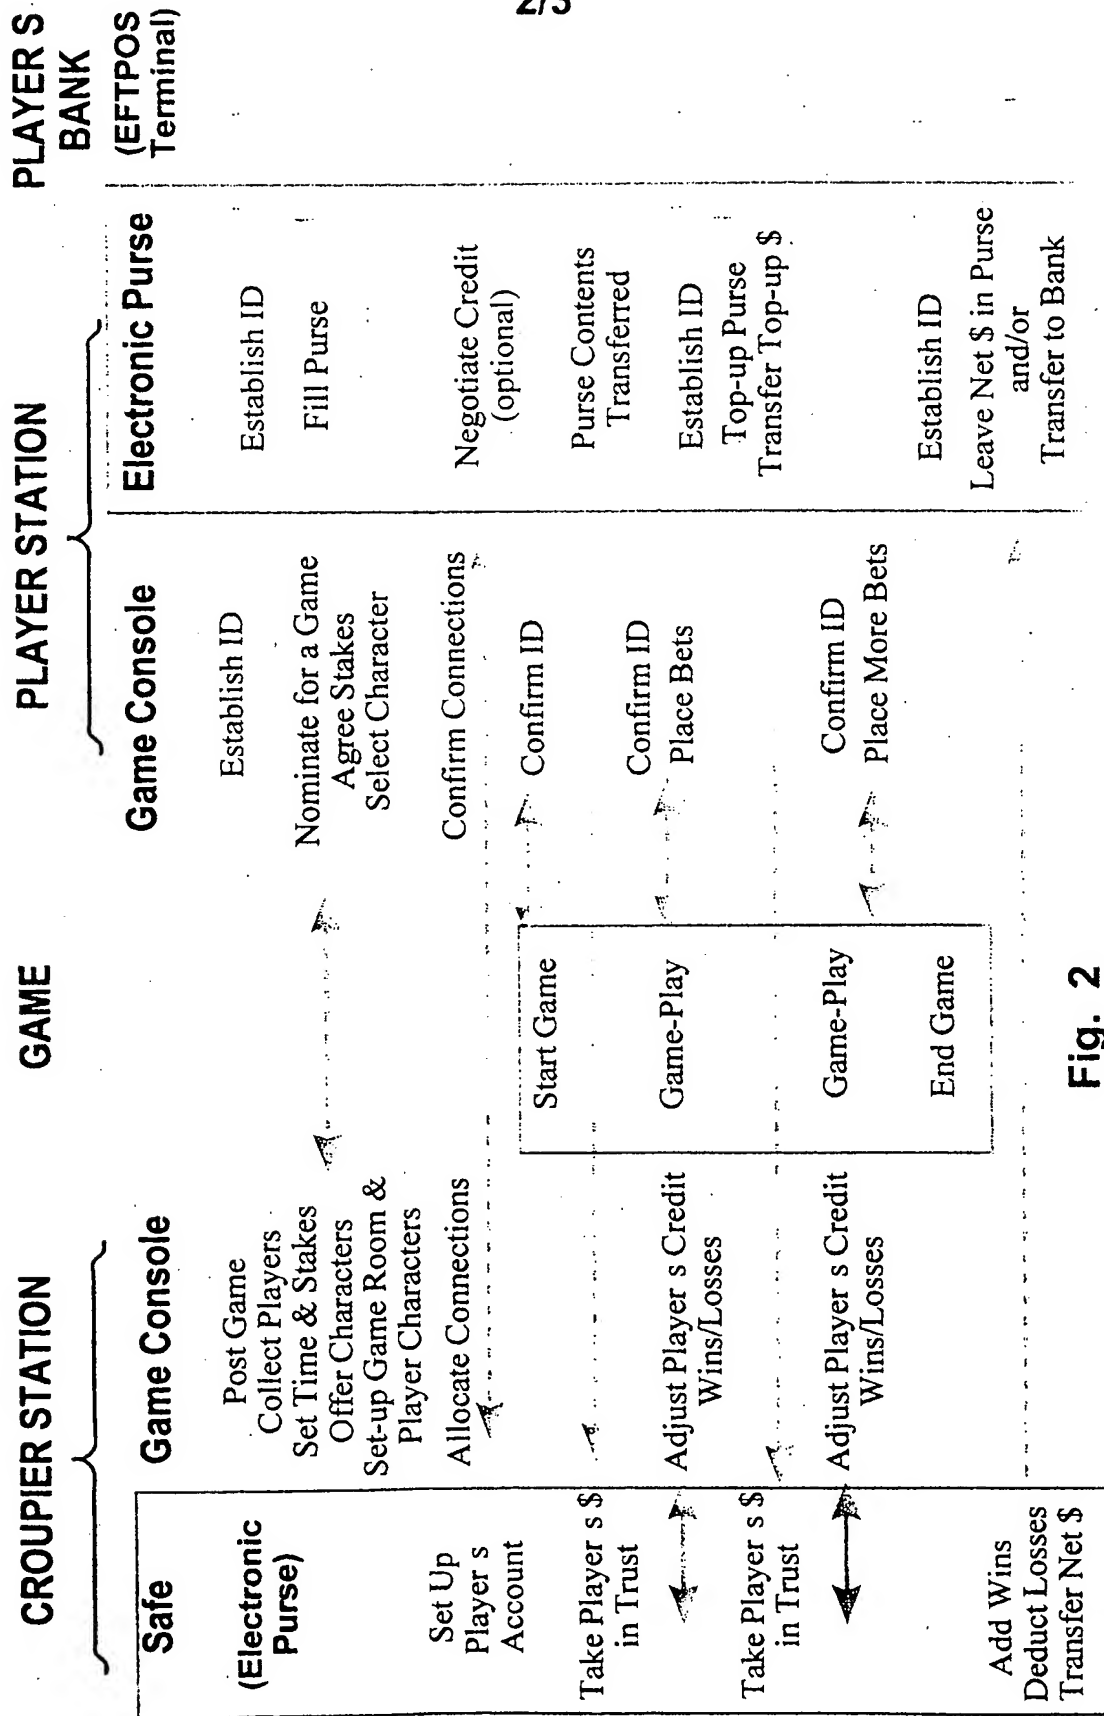 2/3
CROUPIER STATION
GAME
PLAYER STATION
PLAYER S
BANK
Safe
Game Console
Game Console
Electronic Purse
(EFTPOS
Terminal)
(Electronic
Purse)
Post Game
Collect Players
Set Time & Stakes
Offer Characters
Set-up Game Room &
Player Characters
Establish ID
Nominate for a Game
Agree Stakes
Select Character
Establish ID
Fill Purse
Set Up
Player s
Account
Allocate Connections
Confirm Connections
Negotiate Credit
(optional)
Take Player s $
in Trust
Start Game
Confirm ID
Purse Contents
Transferred
Adjust Player s Credit
Wins/Losses
Game-Play
Confirm ID
Place Bets
Establish ID
Top-up Purse
Transfer Top-up $
Take Player s $
in Trust
Adjust Player s Credit
Wins/Losses
Game-Play
Confirm ID
Place More Bets
End Game
Establish ID
Leave Net $ in Purse
and/or
Transfer to Bank
Add Wins
Deduct Losses
Transfer Net $
Fig. 2